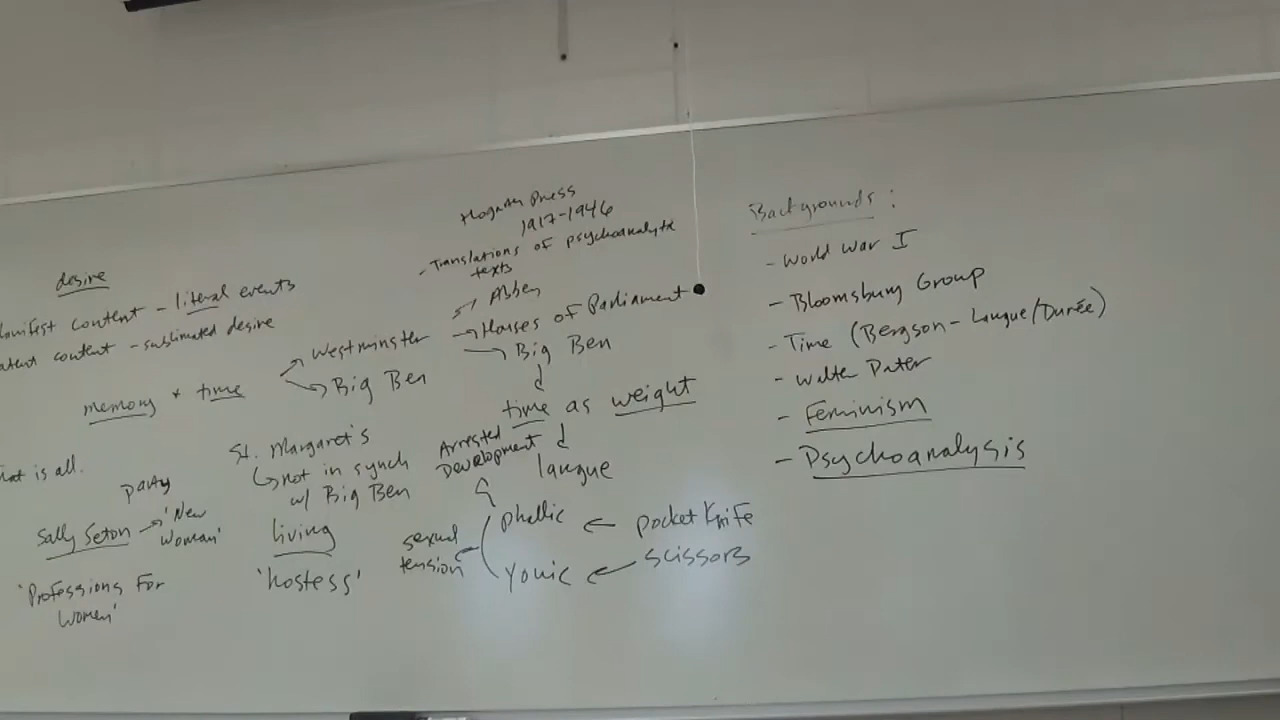 desire
Manifest content - literal events
Latent content - sublimated desire
memory + time
Westminster
Big Ben
Hogarth Press
1917-1946
- Translations of psychoanalytic
texts
Abbey
Houses of Parliament
Big Ben
time as weight
langue
Arrested
Development
St. Margaret's
not in synch
w/ Big Ben
living
'hostess'
that is all.
party
Sally Seton
'New
Woman'
'Professions For
Women'
sexual
tension
phallic
pocket Knife
Yonic
scissors
Backgrounds:
- World War I
- Bloomsbury Group
- Time (Bergson - Langue/Durée)
- Walter Pater
- Feminism
- Psychoanalysis